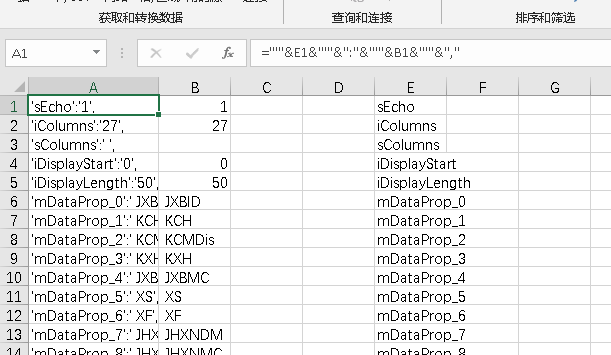 获取和转换数据 查询和连接 排序和筛选
A1 fx ="'"&E1&"'"&":"&"'"&B1&"'"&","
A B C D E F G
1 'sEcho':'1', 1 sEcho
2 'iColumns':'27', 27 iColumns
3 'sColumns':' ', sColumns
4 'iDisplayStart':'0', 0 iDisplayStart
5 'iDisplayLength':'50', 50 iDisplayLength
6 'mDataProp_0':' JXB JXBID mDataProp_0
7 'mDataProp_1':' KCH KCH mDataProp_1
8 'mDataProp_2':' KCM KCMDis mDataProp_2
9 'mDataProp_3':' KXH KXH mDataProp_3
10 'mDataProp_4':' JXB JXBMC mDataProp_4
11 'mDataProp_5':' XS', XS mDataProp_5
12 'mDataProp_6':' XF', XF mDataProp_6
13 'mDataProp_7':' JHX JHXNDM mDataProp_7
14 'mDataProp_8':' JHX JHXNMC mDataProp_8